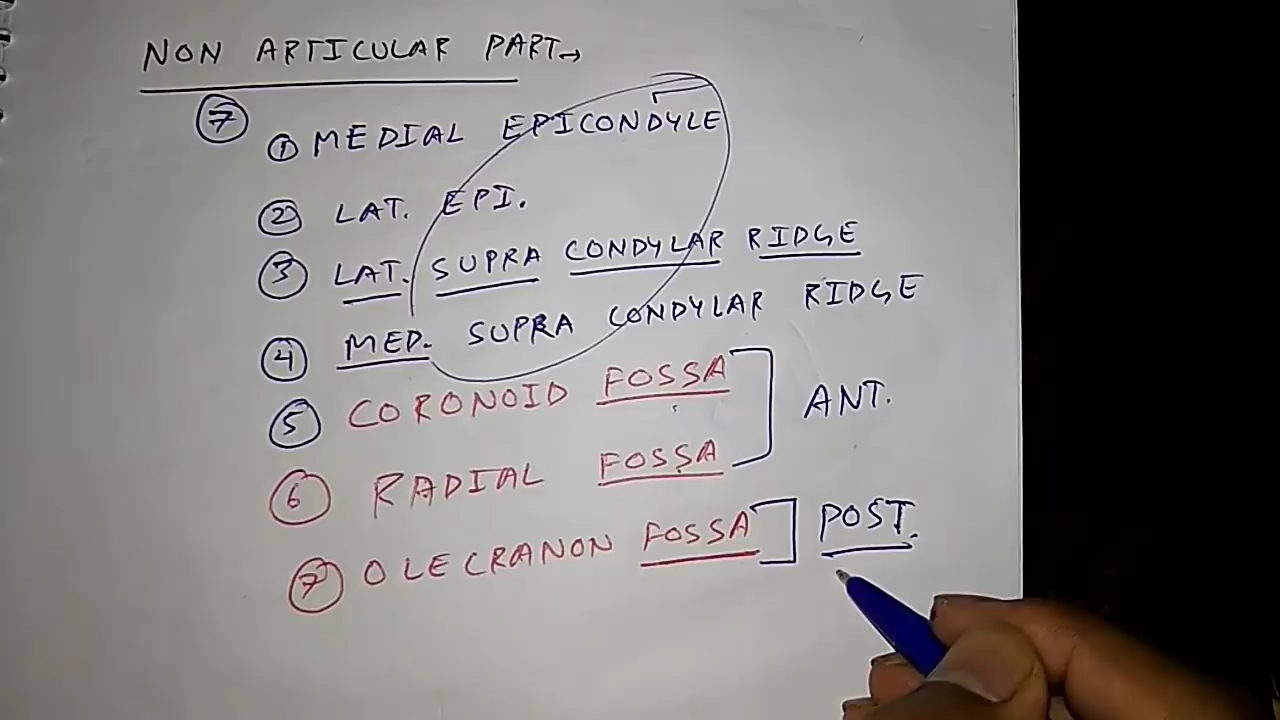 NON ARTICULAR PART→
⑦
① MEDIAL EPICONDYLE
② LAT. EPI.
③ LAT. SUPRA CONDYLAR RIDGE
④ MED. SUPRA CONDYLAR RIDGE
⑤ CORONOID FOSSA
ANT.
⑥ RADIAL FOSSA
⑦ OLECRANON FOSSA POST.